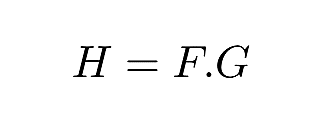 H = F.G